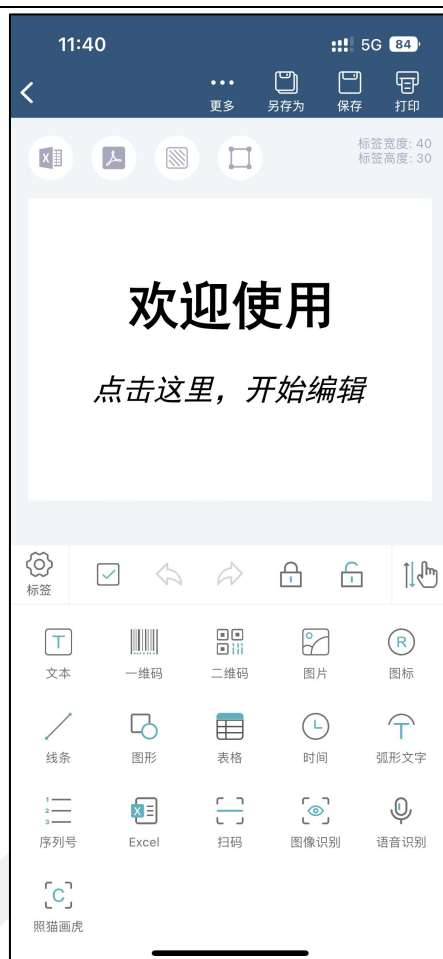 11:40 5G 84
更多 另存为 保存 打印
标签宽度: 40
标签高度: 30
欢迎使用
点击这里，开始编辑
标签
T R
文本 一维码 二维码 图片 图标
T
线条 图形 表格 时间 弧形文字
1
2
3
X
序列号 Excel 扫码 图像识别 语音识别
C
照猫画虎